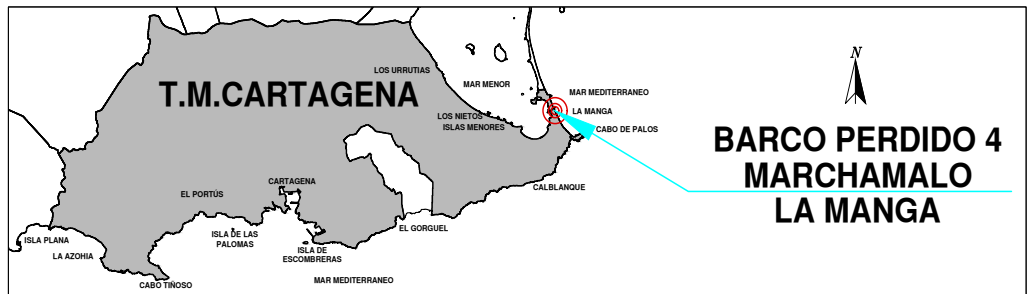 N
LOS URRUTIAS
MAR MENOR
MAR MEDITERRANEO
T.M.CARTAGENA
LA MANGA
LOS NIETOS
ISLAS MENORES
CABO DE PALOS
BARCO PERDIDO 4
MARCHAMALO
LA MANGA
CARTAGENA
CALBLANQUE
EL PORTÚS
EL GORGUEL
ISLA DE LAS
PALOMAS
ISLA PLANA
ISLA DE
ESCOMBRERAS
LA AZOHIA
MAR MEDITERRANEO
CABO TIÑOSO